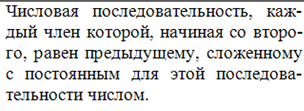 Числовая последовательность, каж-
дый член которой, начиная со второ-
го, равен предыдущему, сложенному
с постоянным для этой последова-
тельности числом.